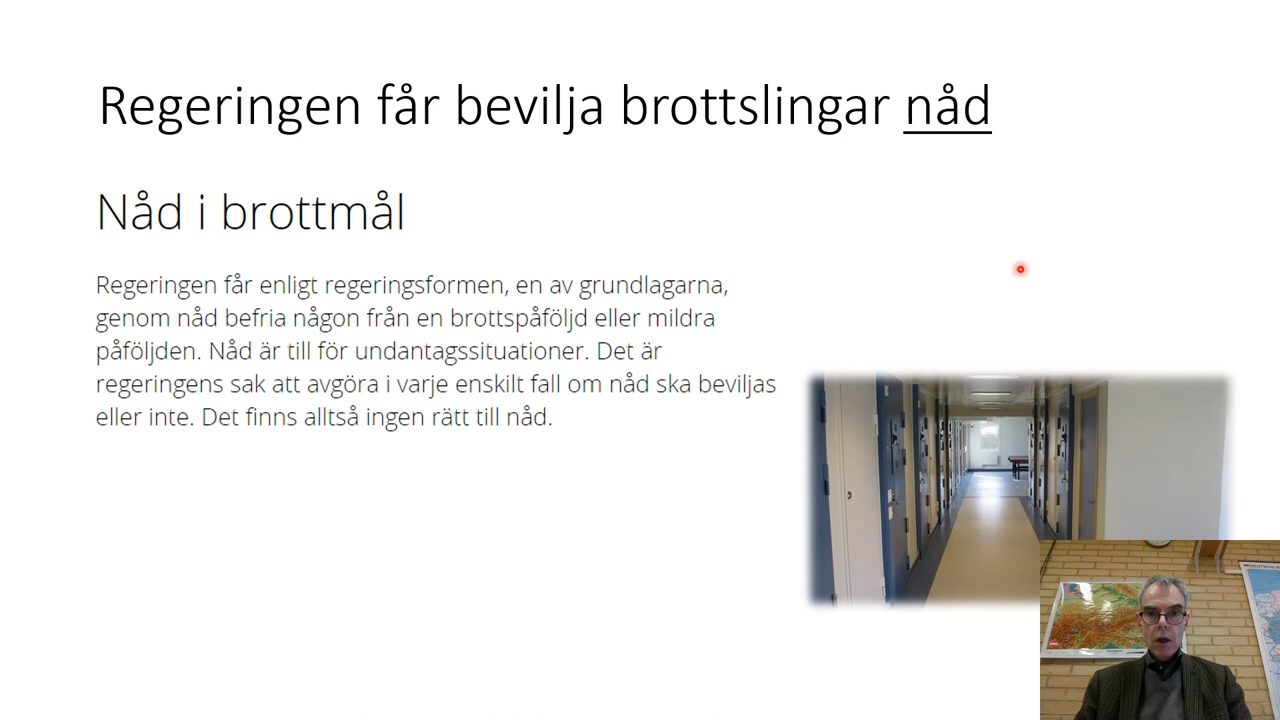 Regeringen får bevilja brottslingar nåd
Nåd i brottmål
Regeringen får enligt regeringsformen, en av grundlagarna,
genom nåd befria någon från en brottspåföljd eller mildra
påföljden. Nåd är till för undantagssituationer. Det är
regeringens sak att avgöra i varje enskilt fall om nåd ska beviljas
eller inte. Det finns alltså ingen rätt till nåd.